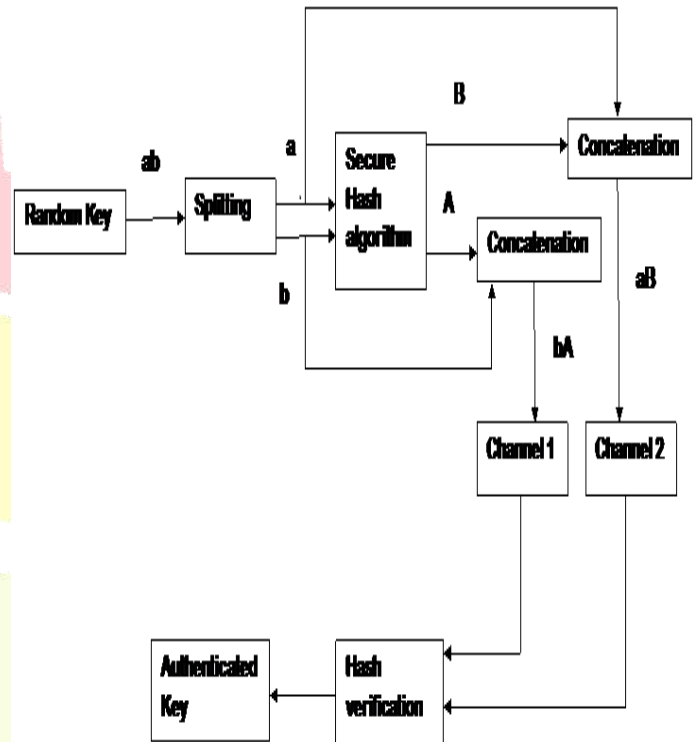 B
a
Concatenation
ab
Secure
Hash
algorithm
Random Key
Splitting
A
Concatenation
aB
b
bA
Channel 1
Channel 2
Authenticated
Key
Hash
verification